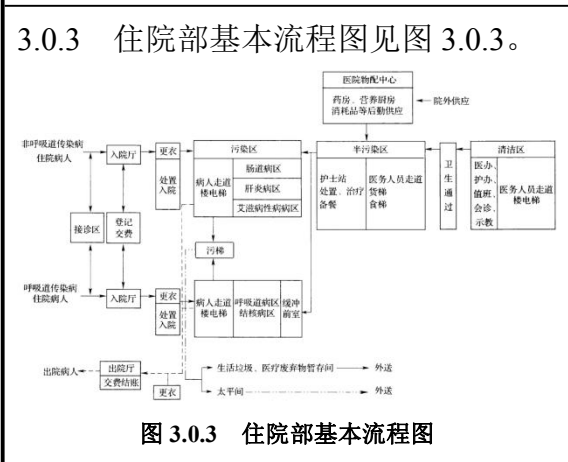 3.0.3 住院部基本流程图见图 3.0.3。
医院物配中心
药房、营养厨房
消耗品等后勤供应
院外供应
非呼吸道传染病
住院病人
入院厅
更衣
处置
入院
污染区
病人走道
楼电梯
肠道病区
肝炎病区
艾滋病性病病区
半污染区
护士站
处置、治疗
备餐
医务人员走道
货梯
食梯
卫生通过
清洁区
医办、
护办、
值班、
会诊、
示教
医务人员走道
楼电梯
接诊区
登记
交费
污梯
呼吸道传染病
住院病人
入院厅
更衣
处置
入院
病人走道
楼电梯
呼吸道病区
结核病区
缓冲
前室
出院病人
出院厅
交费结账
更衣
生活垃圾、医疗废弃物暂存间
外送
太平间
外送
图 3.0.3 住院部基本流程图